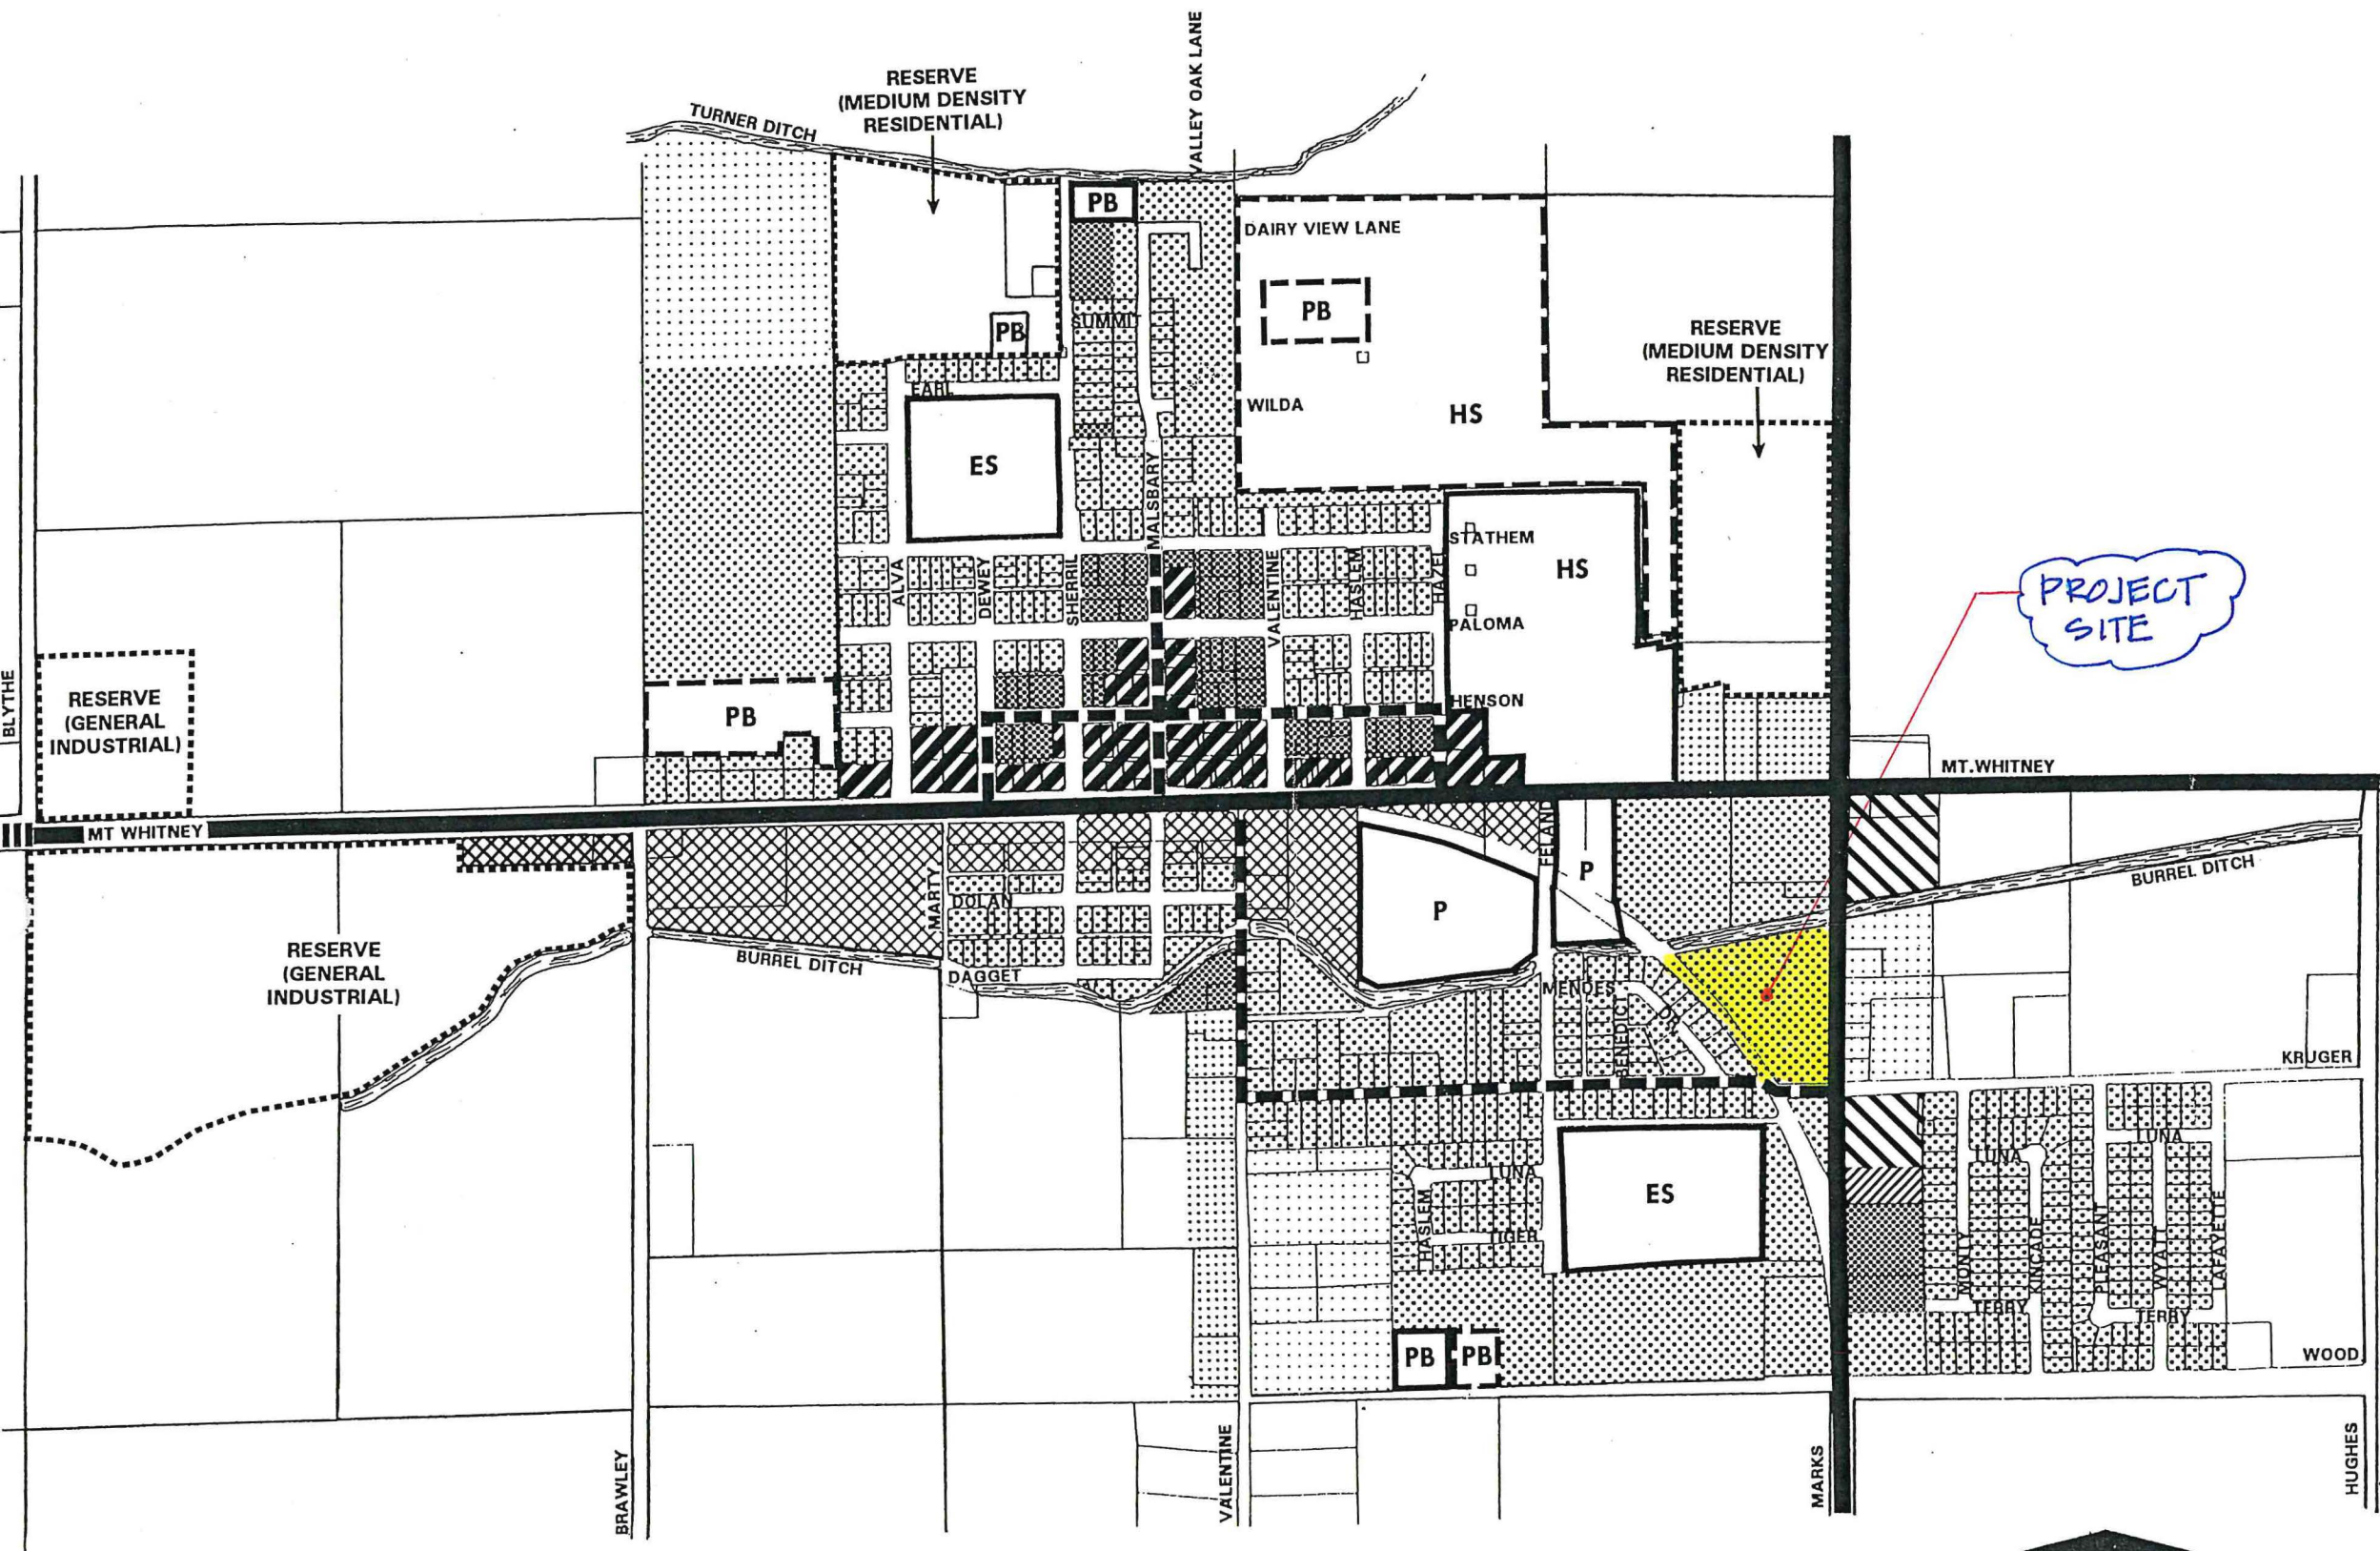 VALLEY OAK LANE
RESERVE
(MEDIUM DENSITY
RESIDENTIAL)
TURNER DITCH
PB
DAIRY VIEW LANE
PB
SUMMIT
PB
RESERVE
(MEDIUM DENSITY
RESIDENTIAL)
EARL
WILDA
HS
ES
MALSBARY
STATHEM
HS
ALVA
DEWEY
SHERRIL
VALENTINE
HASLEM
HAZEL
PROJECT
SITE
PALOMA
BLYTHE
RESERVE
(GENERAL
INDUSTRIAL)
PB
HENSON
MT.WHITNEY
MT WHITNEY
FELAND
P
BURREL DITCH
MARTY
DOLAN
P
RESERVE
(GENERAL
INDUSTRIAL)
BURREL DITCH
DAGGET
MENDES
BENEDICT
KRUGER
LUNA
LUNA
LUNA
ES
HASLEM
TIGER
MONTY
KINCADE
PLEASANT
WYATT
LAFAYETTE
TERRY
TERRY
PB
PB
WOOD
BRAWLEY
VALENTINE
MARKS
HUGHES